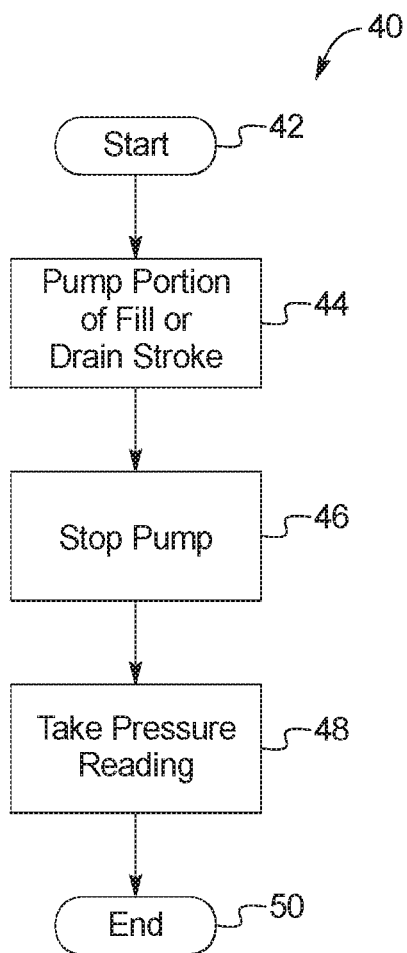 40
Start
42
Pump Portion
of Fill or
Drain Stroke
44
Stop Pump
46
Take Pressure
Reading
48
End
50